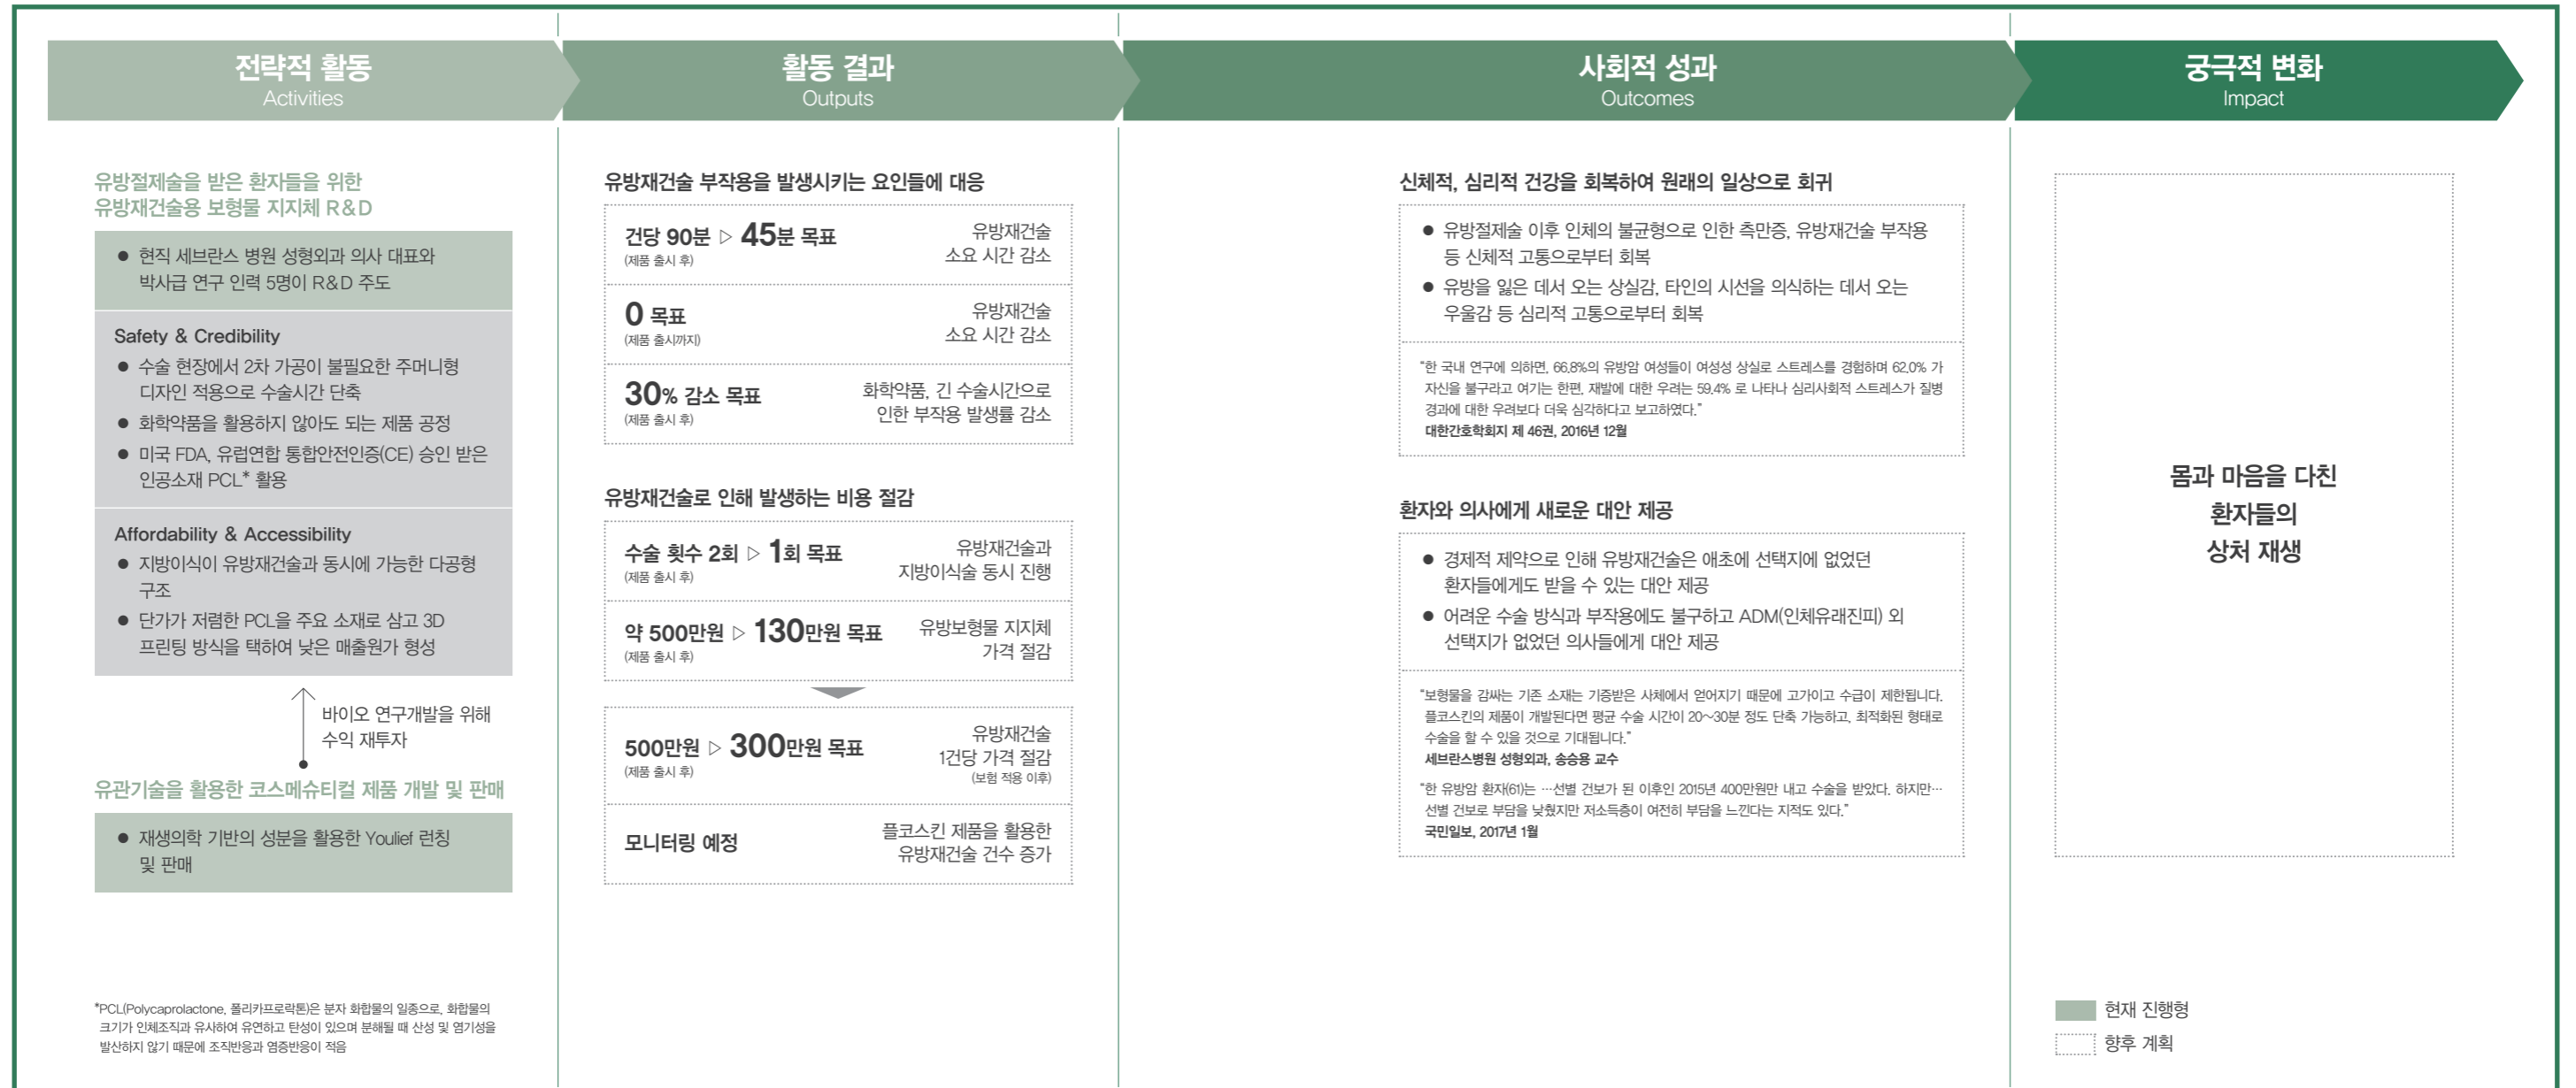 전략적 활동
Activities
활동 결과
Outputs
사회적 성과
Outcomes
궁극적 변화
Impact
유방절제술을 받은 환자들을 위한
유방재건술용 보형물 지지체 R&D
● 현직 세브란스 병원 성형외과 의사 대표와
박사급 연구 인력 5명이 R&D 주도
Safety & Credibility
● 수술 현장에서 2차 가공이 불필요한 주머니형
디자인 적용으로 수술시간 단축
● 화학약품을 활용하지 않아도 되는 제품 공정
● 미국 FDA, 유럽연합 통합안전인증(CE) 승인 받은
인공소재 PCL* 활용
Affordability & Accessibility
● 지방이식이 유방재건술과 동시에 가능한 다공형
구조
● 단가가 저렴한 PCL을 주요 소재로 삼고 3D
프린팅 방식을 택하여 낮은 매출원가 형성
바이오 연구개발을 위해
수익 재투자
유관기술을 활용한 코스메슈티컬 제품 개발 및 판매
● 재생의학 기반의 성분을 활용한 Youlief 런칭
및 판매
*PCL(Polycaprolactone, 폴리카프로락톤)은 분자 화합물의 일종으로, 화합물의
크기가 인체조직과 유사하여 유연하고 탄성이 있으며 분해될 때 산성 및 염기성을
발산하지 않기 때문에 조직반응과 염증반응이 적음
유방재건술 부작용을 발생시키는 요인들에 대응
건당 90분 ▷ 45분 목표
(제품 출시 후)
유방재건술
소요 시간 감소
0 목표
(제품 출시까지)
유방재건술
소요 시간 감소
30% 감소 목표
(제품 출시 후)
화학약품, 긴 수술시간으로
인한 부작용 발생률 감소
유방재건술로 인해 발생하는 비용 절감
수술 횟수 2회 ▷ 1회 목표
(제품 출시 후)
유방재건술과
지방이식술 동시 진행
약 500만원 ▷ 130만원 목표
(제품 출시 후)
유방보형물 지지체
가격 절감
500만원 ▷ 300만원 목표
(제품 출시 후)
유방재건술
1건당 가격 절감
(보험 적용 이후)
모니터링 예정
플코스킨 제품을 활용한
유방재건술 건수 증가
신체적, 심리적 건강을 회복하여 원래의 일상으로 회귀
● 유방절제술 이후 인체의 불균형으로 인한 측만증, 유방재건술 부작용
등 신체적 고통으로부터 회복
● 유방을 잃은 데서 오는 상실감, 타인의 시선을 의식하는 데서 오는
우울감 등 심리적 고통으로부터 회복
"한 국내 연구에 의하면, 66.8%의 유방암 여성들이 여성성 상실로 스트레스를 경험하며 62.0% 가
자신을 불구라고 여기는 한편, 재발에 대한 우려는 59.4% 로 나타나 심리사회적 스트레스가 질병
경과에 대한 우려보다 더욱 심각하다고 보고하였다."
대한간호학회지 제 46권, 2016년 12월
환자와 의사에게 새로운 대안 제공
● 경제적 제약으로 인해 유방재건술은 애초에 선택지에 없었던
환자들에게도 받을 수 있는 대안 제공
● 어려운 수술 방식과 부작용에도 불구하고 ADM(인체유래진피) 외
선택지가 없었던 의사들에게 대안 제공
"보형물을 감싸는 기존 소재는 기증받은 사체에서 얻어지기 때문에 고가이고 수급이 제한됩니다.
플코스킨의 제품이 개발된다면 평균 수술 시간이 20~30분 정도 단축 가능하고, 최적화된 형태로
수술을 할 수 있을 것으로 기대됩니다."
세브란스병원 성형외과, 송승용 교수
"한 유방암 환자(61)는 …선별 건보가 된 이후인 2015년 400만원만 내고 수술을 받았다. 하지만…
선별 건보로 부담을 낮췄지만 저소득층이 여전히 부담을 느낀다는 지적도 있다."
국민일보, 2017년 1월
몸과 마음을 다친
환자들의
상처 재생
현재 진행형
향후 계획